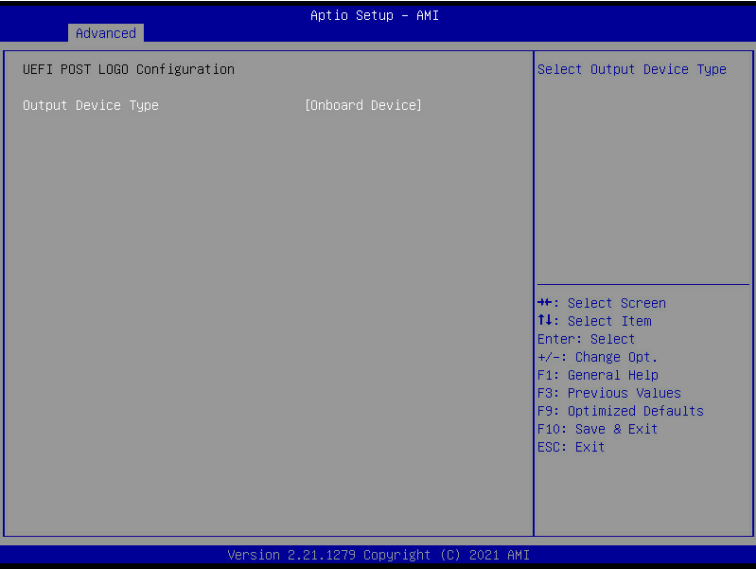 Aptio Setup – AMI
Advanced
UEFI POST LOGO Configuration
Output Device Type [Onboard Device]
Select Output Device Type
→←: Select Screen
↑↓: Select Item
Enter: Select
+/-: Change Opt.
F1: General Help
F3: Previous Values
F9: Optimized Defaults
F10: Save & Exit
ESC: Exit
Version 2.21.1279 Copyright (C) 2021 AMI